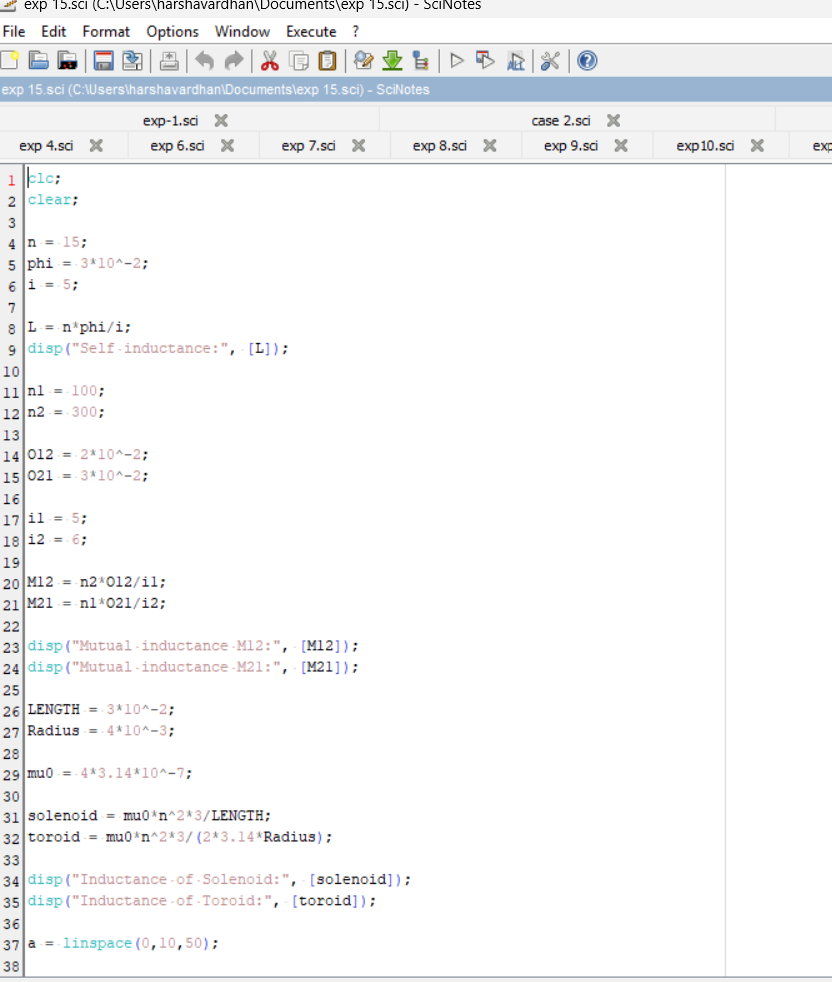 exp 15.sci (C:\Users\harshavardhan\Documents\exp 15.sci) - SciNotes
File Edit Format Options Window Execute ?
exp 15.sci (C:\Users\harshavardhan\Documents\exp 15.sci) - SciNotes
exp-1.sci case 2.sci
exp 4.sci exp 6.sci exp 7.sci exp 8.sci exp 9.sci exp10.sci exp
1 clc;
2 clear;
3
4 n = 15;
5 phi = 3*10^-2;
6 i = 5;
7
8 L = n*phi/i;
9 disp("Self inductance:", [L]);
10
11 n1 = 100;
12 n2 = 300;
13
14 O12 = 2*10^-2;
15 O21 = 3*10^-2;
16
17 i1 = 5;
18 i2 = 6;
19
20 M12 = n2*O12/i1;
21 M21 = n1*O21/i2;
22
23 disp("Mutual inductance M12:", [M12]);
24 disp("Mutual inductance M21:", [M21]);
25
26 LENGTH = 3*10^-2;
27 Radius = 4*10^-3;
28
29 mu0 = 4*3.14*10^-7;
30
31 solenoid = mu0*n^2*3/LENGTH;
32 toroid = mu0*n^2*3/(2*3.14*Radius);
33
34 disp("Inductance of Solenoid:", [solenoid]);
35 disp("Inductance of Toroid:", [toroid]);
36
37 a = linspace(0,10,50);
38